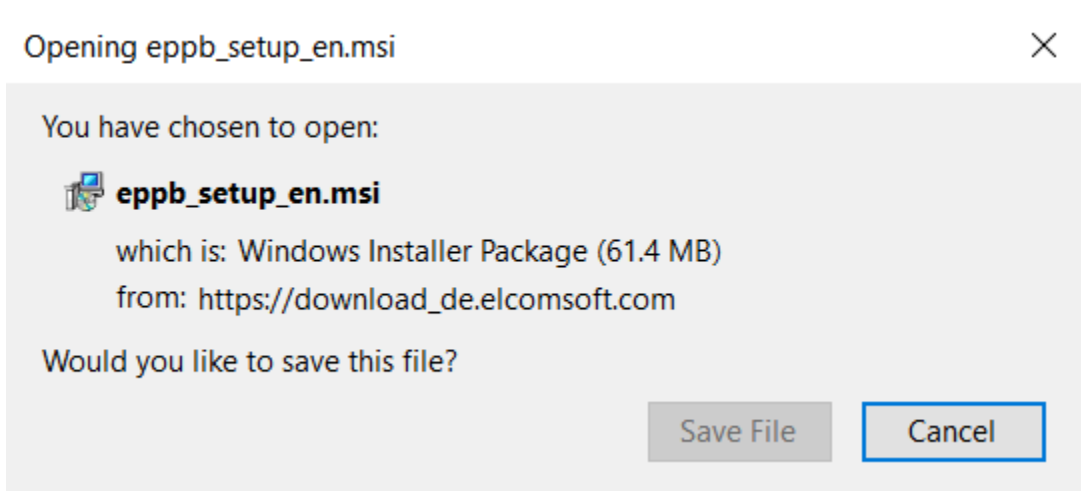 Opening eppb_setup_en.msi
You have chosen to open:
eppb_setup_en.msi
which is: Windows Installer Package (61.4 MB)
from: https://download_de.elcomsoft.com
Would you like to save this file?
Save File Cancel